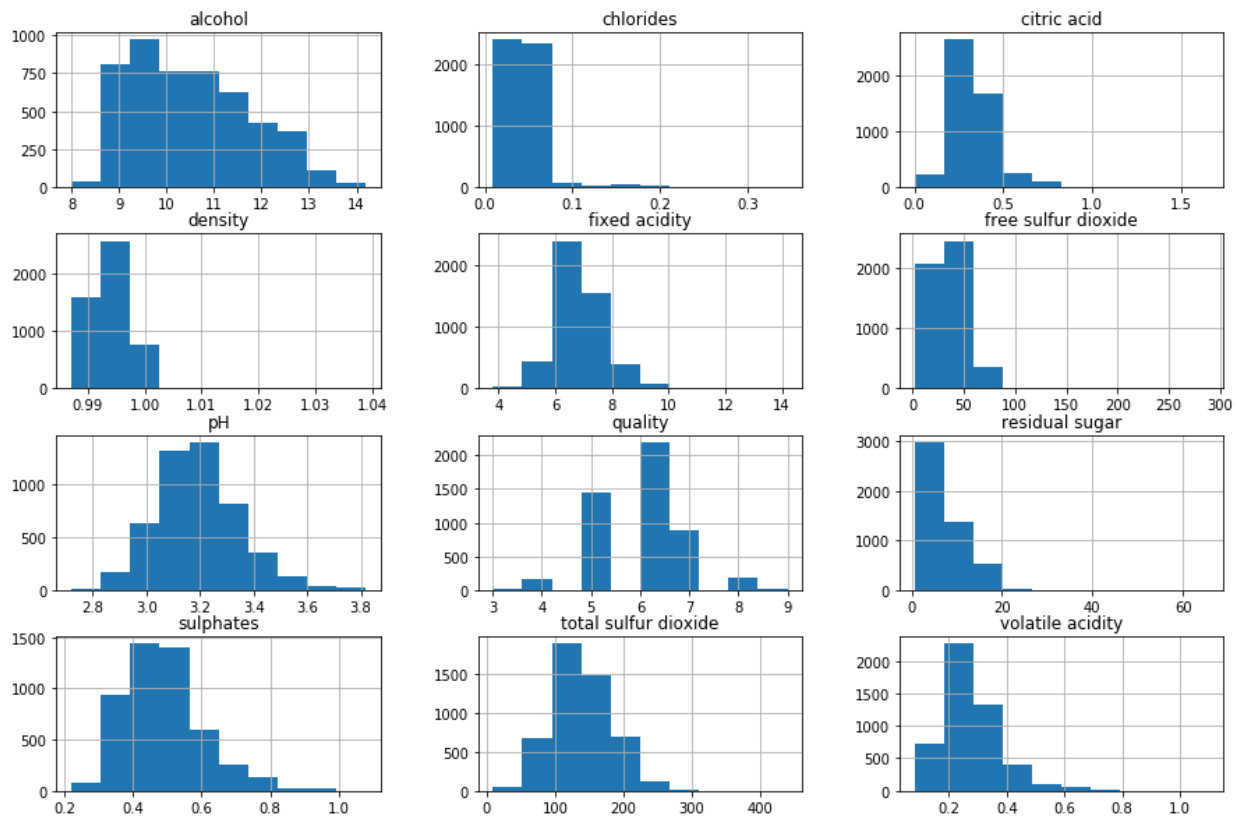 alcohol
1000
750
500
250
0
8 9 10 11 12 13 14
chlorides
2000
1000
0
0.0 0.1 0.2 0.3
citric acid
2000
1000
0
0.0 0.5 1.0 1.5
density
2000
1000
0
0.99 1.00 1.01 1.02 1.03 1.04
fixed acidity
2000
1000
0
4 6 8 10 12 14
free sulfur dioxide
2000
1000
0
0 50 100 150 200 250 300
pH
1000
500
0
2.8 3.0 3.2 3.4 3.6 3.8
quality
2000
1500
1000
500
0
3 4 5 6 7 8 9
residual sugar
3000
2000
1000
0
0 20 40 60
sulphates
1500
1000
500
0
0.2 0.4 0.6 0.8 1.0
total sulfur dioxide
1500
1000
500
0
0 100 200 300 400
volatile acidity
2000
1500
1000
500
0
0.2 0.4 0.6 0.8 1.0